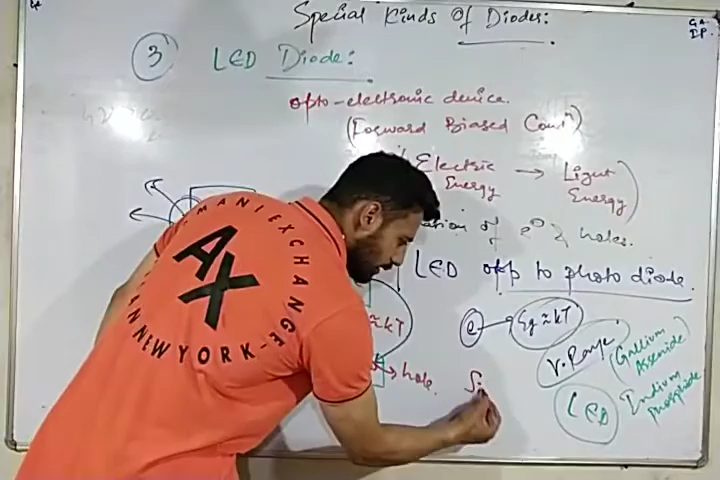 Special Kinds Of Diodes:
3
LED Diode:
opto-electronic device.
(Forward Biased Cond
Electric → Light
Energy Energy
of e⊖ & holes.
LED opp to photo diode.
e → Eg ≈ kT
V. Range
(Gallium
Arsenide)
LED
Indium
Phosphide
≈ kT
hole.
Si
ARMANI EXCHANGE
AX
NEW YORK